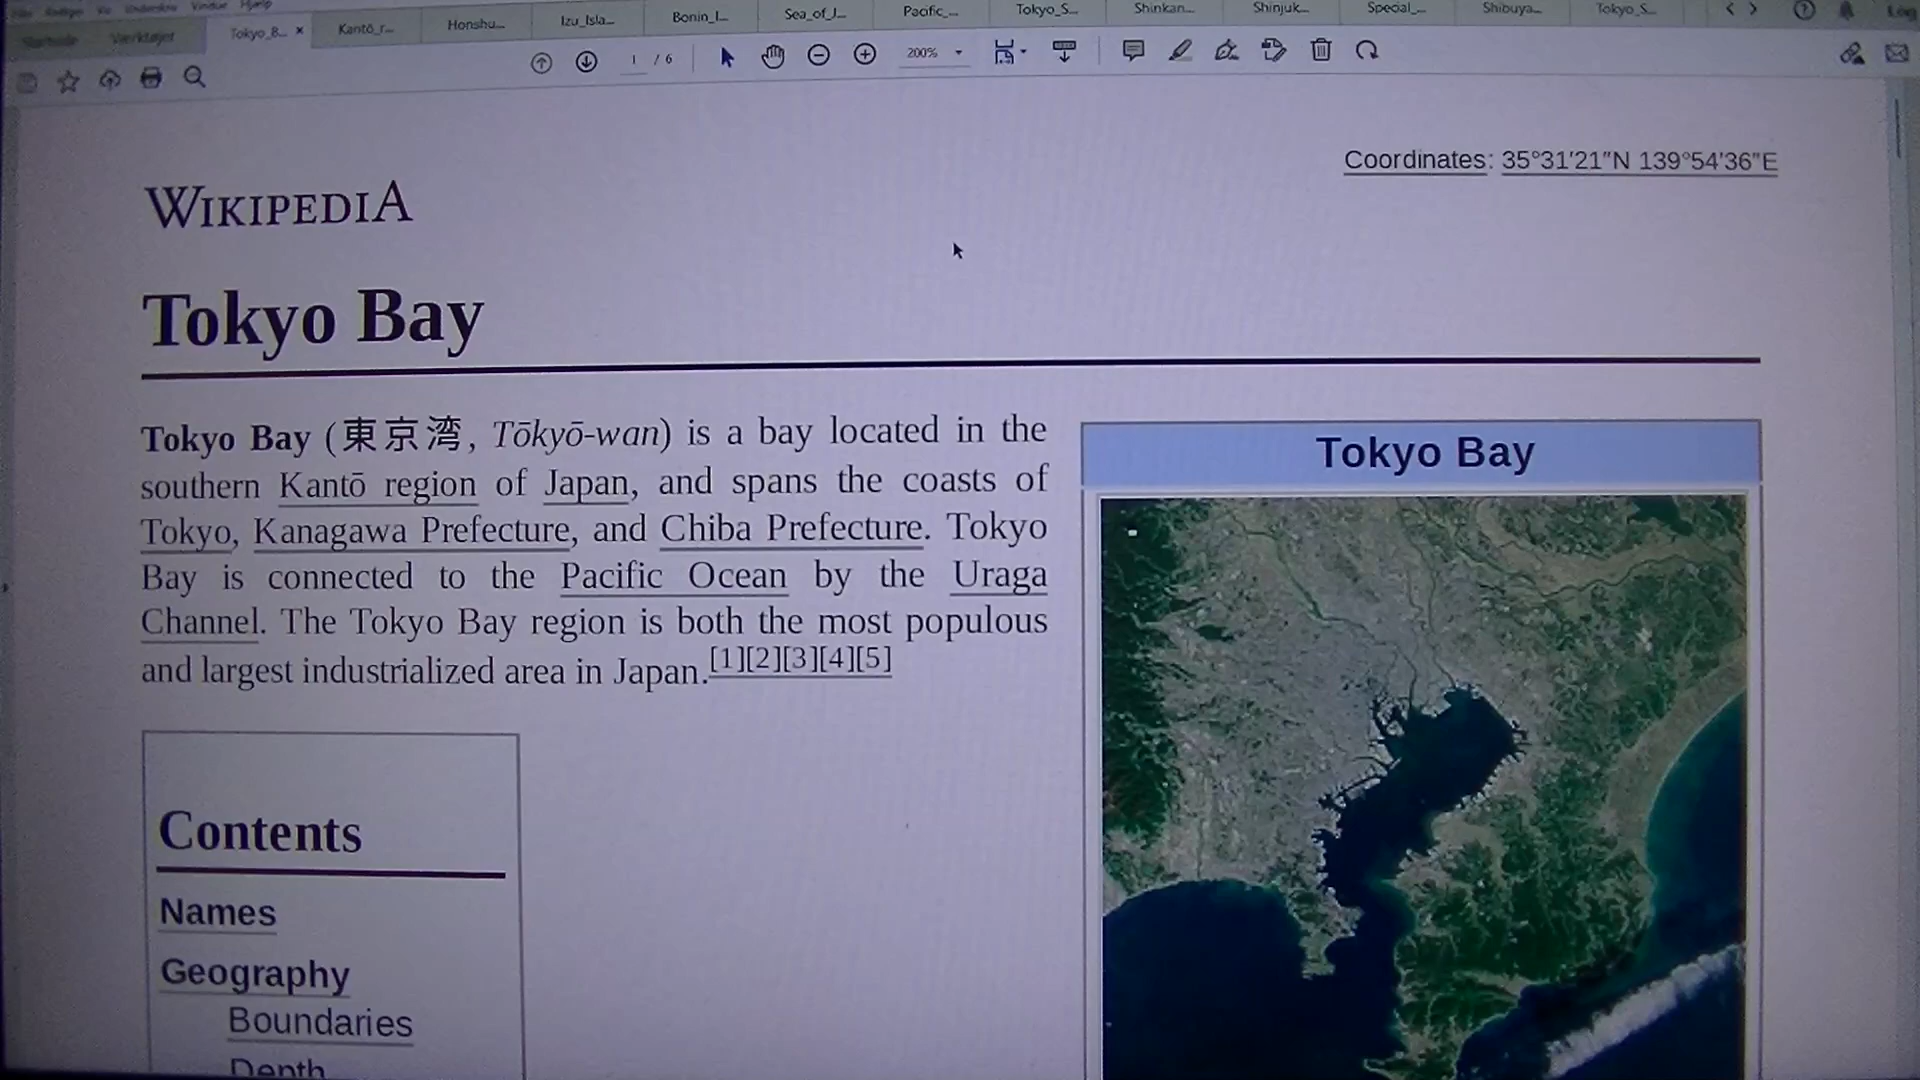 Vindue Hjælp
Tokyo_B... × Kantō_r... Honshu_... Izu_Isla... Bonin_I... Sea_of_J... Pacific_... Tokyo_S... Shinkan... Shinjuk... Special_... Shibuya... Tokyo_S...
Værktøjer
1 / 6 200%
Coordinates: 35°31′21″N 139°54′36″E
WIKIPEDIA
Tokyo Bay
Tokyo Bay (東京湾, Tōkyō-wan) is a bay located in the
southern Kantō region of Japan, and spans the coasts of
Tokyo, Kanagawa Prefecture, and Chiba Prefecture. Tokyo
Bay is connected to the Pacific Ocean by the Uraga
Channel. The Tokyo Bay region is both the most populous
and largest industrialized area in Japan.[1][2][3][4][5]
Tokyo Bay
Contents
Names
Geography
Boundaries
Depth